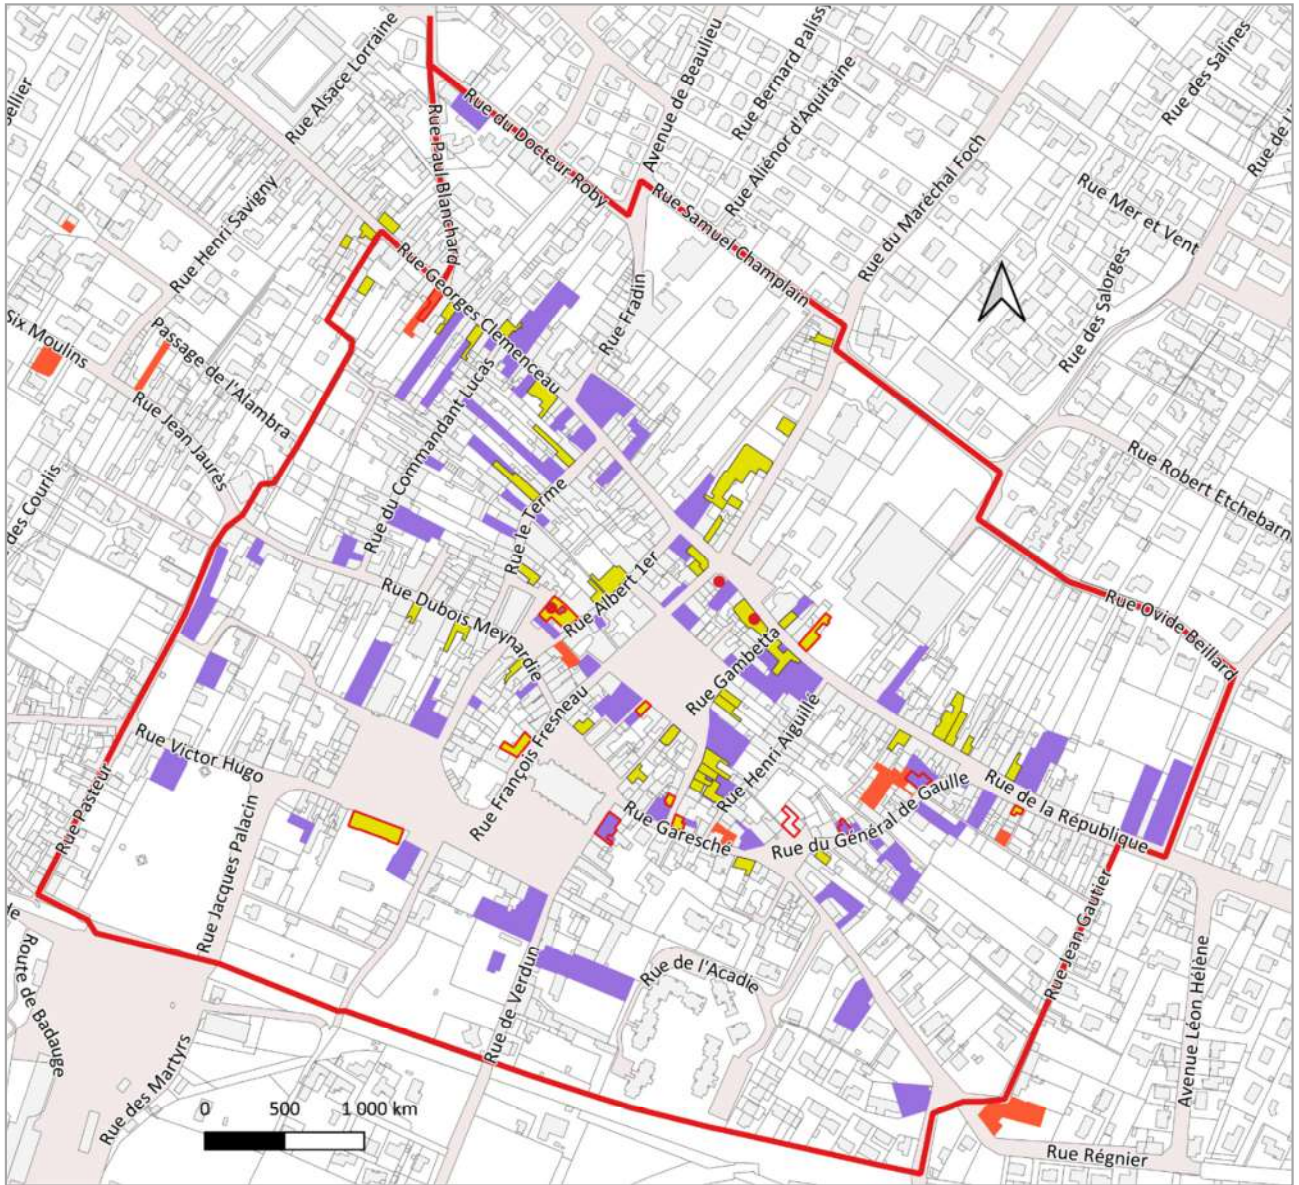 Rue Alsace Lorraine
Avenue de Beaulieu
Rue Bernard Paliss
Rue des Salines
Rue de l
ellier
Rue du Docteur Roby
Rue Paul Blanchard
Rue Aliénor d'Aquitaine
Rue du Maréchal Foch
Rue Mer et Vent
Rue Henri Savigny
Rue Samuel Champlain
Rue Georges Clemenceau
Rue Fradin
Rue des Salorges
Six Moulins
Passage de l'Alambra
Rue Jean Jaurés
Rue du Commandant Lucas
Rue Robert Etchebarn
des Courlis
Rue le Terme
Rue Albert 1er
Rue Dubois Meynardie
Rue Ovide Beillard
Rue Gambetta
Rue François Fresneau
Rue Henri Aiguillé
Rue Victor Hugo
Rue Pasteur
Rue Jacques Palacin
Rue Garesché
Rue du Général de Gaulle
Rue de la République
Rue Jean Gautier
Route de Badauge
Rue de Verdun
Rue de l'Acadie
Avenue Léon Hélène
Rue des Martyrs
0 500 1 000 km
Rue Régnier